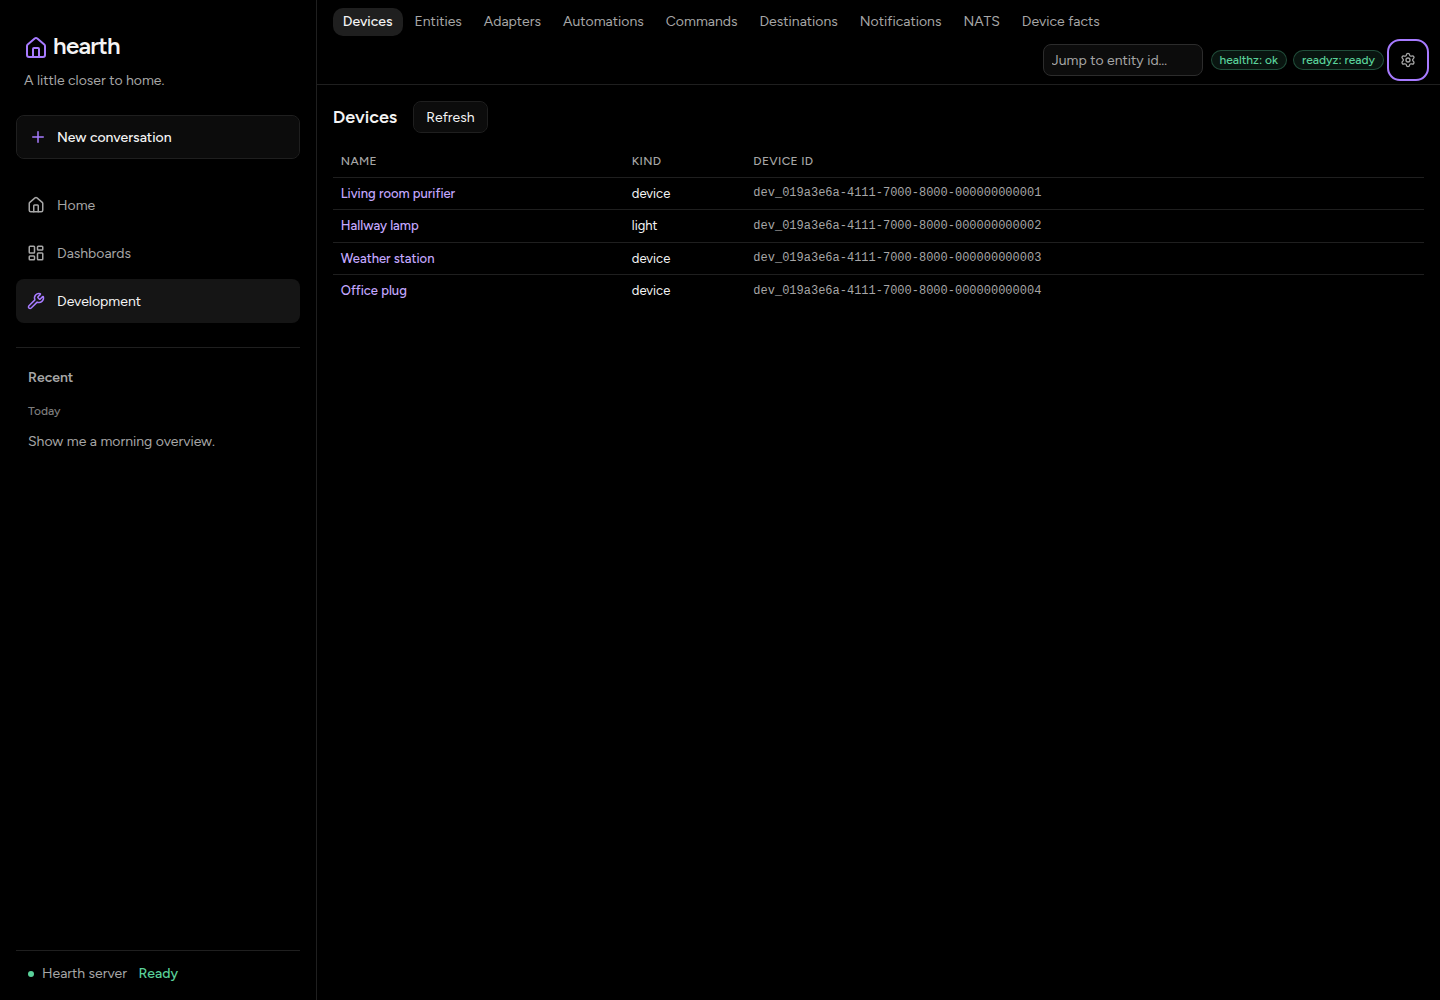 hearth
A little closer to home.
New conversation
Home
Dashboards
Development
Recent
Today
Show me a morning overview.
Hearth server Ready
Devices Entities Adapters Automations Commands Destinations Notifications NATS Device facts
Jump to entity id... healthz: ok readyz: ready
Devices Refresh
NAME KIND DEVICE ID
Living room purifier device dev_019a3e6a-4111-7000-8000-000000000001
Hallway lamp light dev_019a3e6a-4111-7000-8000-000000000002
Weather station device dev_019a3e6a-4111-7000-8000-000000000003
Office plug device dev_019a3e6a-4111-7000-8000-000000000004